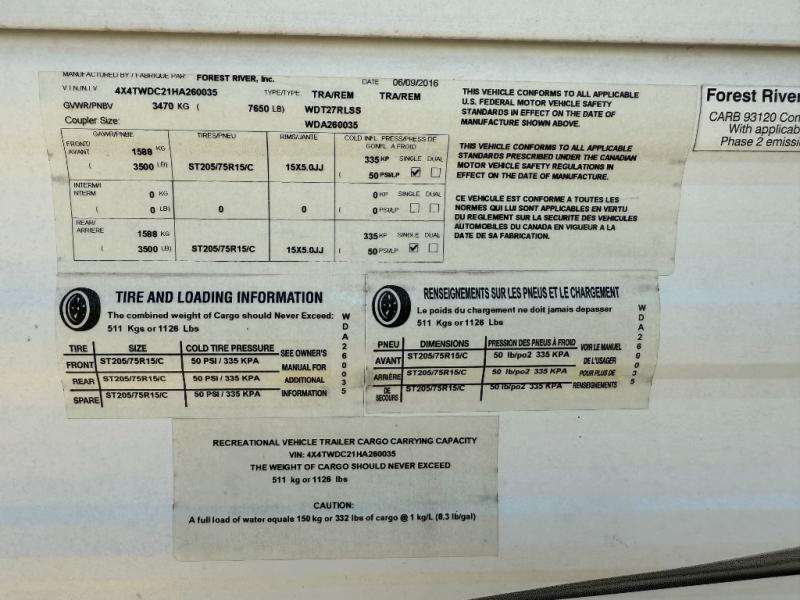 MANUFACTURED BY / FABRIQUE PAR: FOREST RIVER, Inc.
DATE 06/09/2016
V I N./N.I V 4X4TWDC21HA260035 TYPE/TYPE: TRA/REM TRA/REM
GVWR/PNBV 3470 KG ( 7650 LB) WDT27RLSS
Coupler Size: WDA260035
GAWR/PNBE TIRES/PNEU RIMS/JANTE COLD INFL PRESS/PRESS DE GONFL A FROID
FRONT/ AVANT 1588 KG 335 KP SINGLE DUAL
( 3500 LB) ST205/75R15/C 15X5.0JJ ( 50 PSI/LP
INTERM/I NTERM 0 KG 0 KP SINGLE DUAL
( 0 LB) 0 0 ( 0 PSI/LP
REAR/ ARRIERE 1588 KG 335 KP SINGLE DUAL
( 3500 LB) ST205/75R15/C 15X5.0JJ ( 50 PSI/LP
THIS VEHICLE CONFORMS TO ALL APPLICABLE
U.S. FEDERAL MOTOR VEHICLE SAFETY
STANDARDS IN EFFECT ON THE DATE OF
MANUFACTURE SHOWN ABOVE.
THIS VEHICLE CONFORMS TO ALL APPLICABLE
STANDARDS PRESCRIBED UNDER THE CANADIAN
MOTOR VEHICLE SAFETY REGULATIONS IN
EFFECT ON THE DATE OF MANUFACTURE.
CE VEHICULE EST CONFORME A TOUTES LES
NORMES QUI LUI SONT APPLICABLES EN VERTU
DU REGLEMENT SUR LA SECURITE DES VEHICULES
AUTOMOBILES DU CANADA EN VIGUEUR A LA
DATE DE SA FABRICATION.
Forest River
CARB 93120 Com
With applicab
Phase 2 emissio
TIRE AND LOADING INFORMATION
The combined weight of Cargo should Never Exceed:
511 Kgs or 1126 Lbs
TIRE SIZE COLD TIRE PRESSURE SEE OWNER'S
FRONT ST205/75R15/C 50 PSI / 335 KPA MANUAL FOR
REAR ST205/75R15/C 50 PSI / 335 KPA ADDITIONAL
SPARE ST205/75R15/C 50 PSI / 335 KPA INFORMATION
WDA260035
RENSEIGNEMENTS SUR LES PNEUS ET LE CHARGEMENT
Le poids du chargement ne doit jamais depasser
511 Kgs or 1126 Lbs
PNEU DIMENSIONS PRESSION DES PNEUS À FROID VOIR LE MANUEL
AVANT ST205/75R15/C 50 lb/po2 335 KPA DE L'USAGER
ARRIÈRE ST205/75R15/C 50 lb/po2 335 KPA POUR PLUS DE
DE SECOURS ST205/75R15/C 50 lb/po2 335 KPA RENSEIGNEMENTS
WDA260035
RECREATIONAL VEHICLE TRAILER CARGO CARRYING CAPACITY
VIN: 4X4TWDC21HA260035
THE WEIGHT OF CARGO SHOULD NEVER EXCEED
511 kg or 1126 lbs
CAUTION:
A full load of water equals 150 kg or 332 lbs of cargo @ 1 kg/L (8.3 lb/gal)